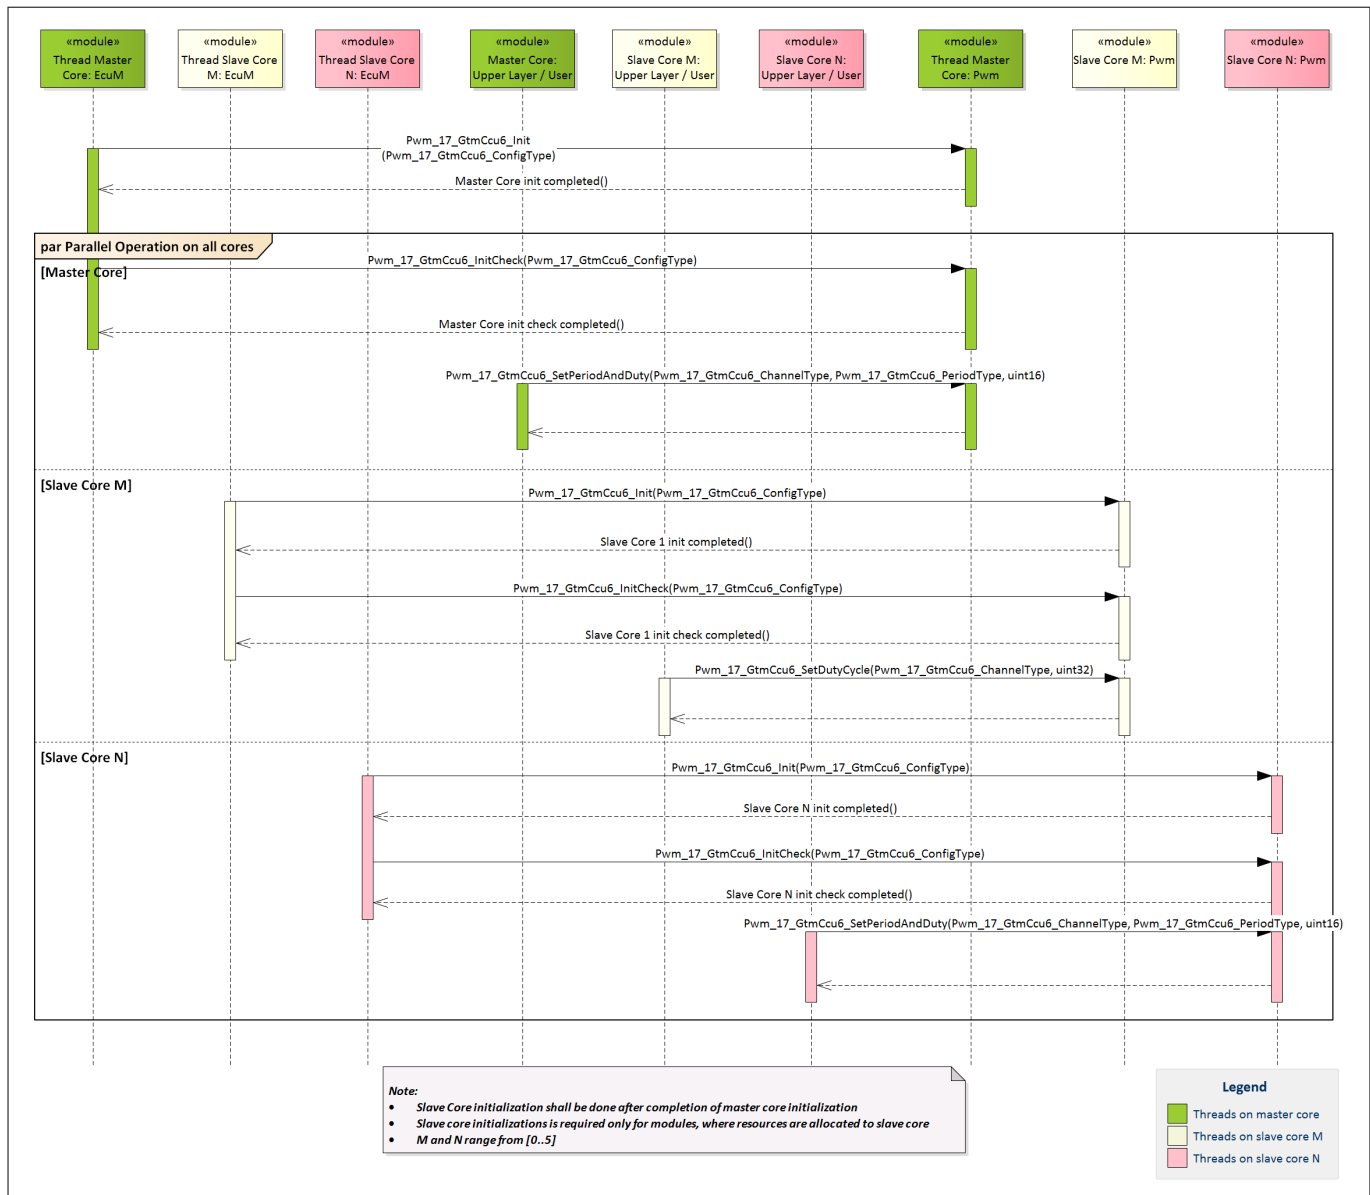 «module»
Thread Master
Core: EcuM
«module»
Thread Slave Core
M: EcuM
«module»
Thread Slave Core
N: EcuM
«module»
Master Core:
Upper Layer / User
«module»
Slave Core M:
Upper Layer / User
«module»
Slave Core N:
Upper Layer / User
«module»
Thread Master
Core: Pwm
«module»
Slave Core M: Pwm
«module»
Slave Core N: Pwm
Pwm_17_GtmCcu6_Init
(Pwm_17_GtmCcu6_ConfigType)
Master Core init completed()
par Parallel Operation on all cores
[Master Core]
Pwm_17_GtmCcu6_InitCheck(Pwm_17_GtmCcu6_ConfigType)
Master Core init check completed()
Pwm_17_GtmCcu6_SetPeriodAndDuty(Pwm_17_GtmCcu6_ChannelType, Pwm_17_GtmCcu6_PeriodType, uint16)
[Slave Core M]
Pwm_17_GtmCcu6_Init(Pwm_17_GtmCcu6_ConfigType)
Slave Core 1 init completed()
Pwm_17_GtmCcu6_InitCheck(Pwm_17_GtmCcu6_ConfigType)
Slave Core 1 init check completed()
Pwm_17_GtmCcu6_SetDutyCycle(Pwm_17_GtmCcu6_ChannelType, uint32)
[Slave Core N]
Pwm_17_GtmCcu6_Init(Pwm_17_GtmCcu6_ConfigType)
Slave Core N init completed()
Pwm_17_GtmCcu6_InitCheck(Pwm_17_GtmCcu6_ConfigType)
Slave Core N init check completed()
Pwm_17_GtmCcu6_SetPeriodAndDuty(Pwm_17_GtmCcu6_ChannelType, Pwm_17_GtmCcu6_PeriodType, uint16)
Note:
• Slave Core initialization shall be done after completion of master core initialization
• Slave core initializations is required only for modules, where resources are allocated to slave core
• M and N range from [0..5]
Legend
Threads on master core
Threads on slave core M
Threads on slave core N